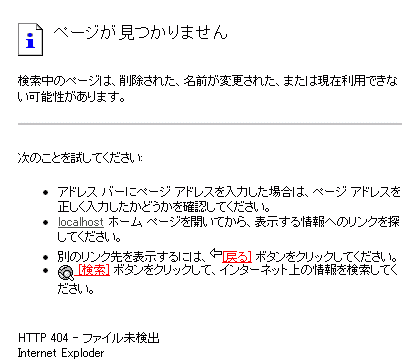 ページが見つかりません
検索中のページは、削除された、名前が変更された、または現在利用できな
い可能性があります。
次のことを試してください:
アドレス バーにページ アドレスを入力した場合は、ページ アドレスを
正しく入力したかどうかを確認してください。
localhost ホーム ページを開いてから、表示する情報へのリンクを探
してください。
別のリンク先を表示するには、[戻る] ボタンをクリックしてください。
[検索] ボタンをクリックして、インターネット上の情報を検索してく
ださい。
HTTP 404 - ファイル未検出
Internet Exploder